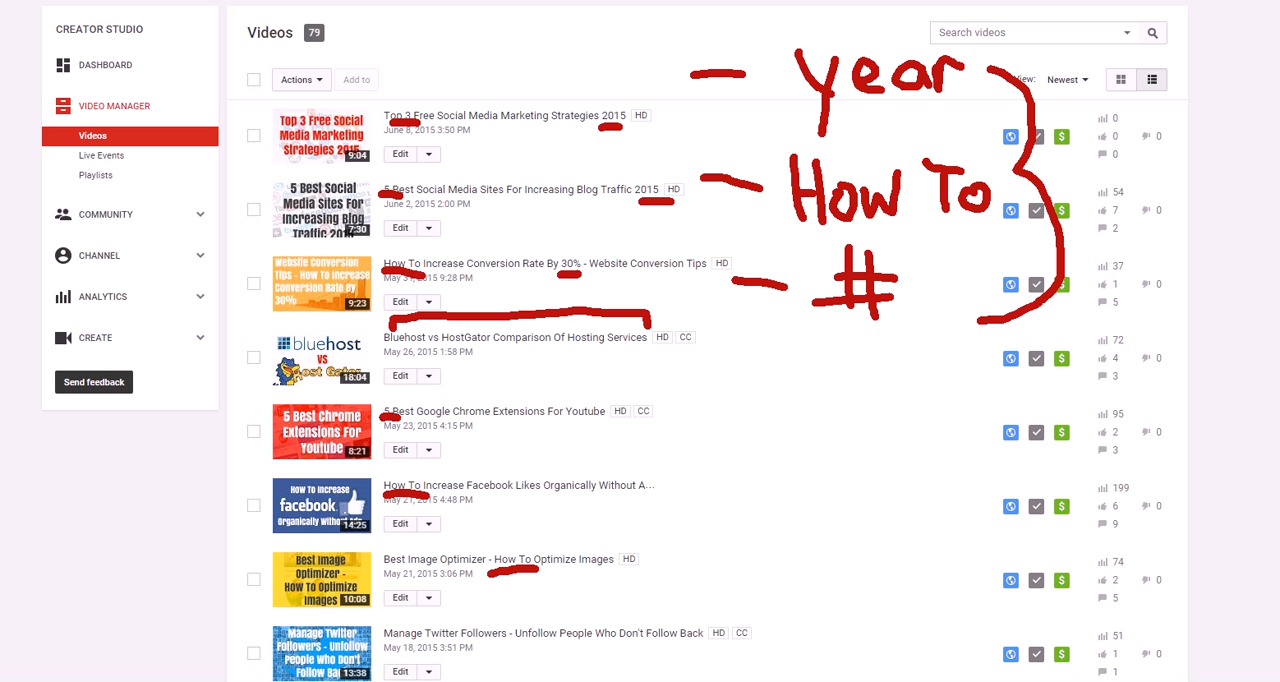 CREATOR STUDIO
DASHBOARD
VIDEO MANAGER
Videos
Live Events
Playlists
COMMUNITY
CHANNEL
ANALYTICS
CREATE
Send feedback
Videos 79
Search videos
Actions Add to
View: Newest
Year
How To
#
Top 3 Free Social Media Marketing Strategies 2015
9:04
Top 3 Free Social Media Marketing Strategies 2015 HD
June 8, 2015 3:50 PM
Edit
0
0 0
0
5 Best Social Media Sites For Increasing Blog Traffic
7:30
5 Best Social Media Sites For Increasing Blog Traffic 2015 HD
June 2, 2015 2:00 PM
Edit
54
7 0
2
Website Conversion Tips - How To Increase Conversion Rate By 30%
9:23
How To Increase Conversion Rate By 30% - Website Conversion Tips HD
May 31, 2015 9:28 PM
Edit
37
1 0
5
bluehost
VS
Host Gator
18:04
Bluehost vs HostGator Comparison Of Hosting Services HD CC
May 26, 2015 1:58 PM
Edit
72
4 0
3
5 Best Chrome Extensions For Youtube
8:21
5 Best Google Chrome Extensions For Youtube HD CC
May 23, 2015 4:15 PM
Edit
95
2 0
3
How To Increase
facebook
Organically Without
14:25
How To Increase Facebook Likes Organically Without A...
May 21, 2015 4:48 PM
Edit
199
6 0
9
Best Image Optimizer - How To Optimize Images
10:08
Best Image Optimizer - How To Optimize Images HD
May 21, 2015 3:06 PM
Edit
74
2 0
5
Manage Twitter Followers - Unfollow People Who Don't Follow
13:38
Manage Twitter Followers - Unfollow People Who Don't Follow Back HD CC
May 18, 2015 3:51 PM
Edit
51
1 0
1